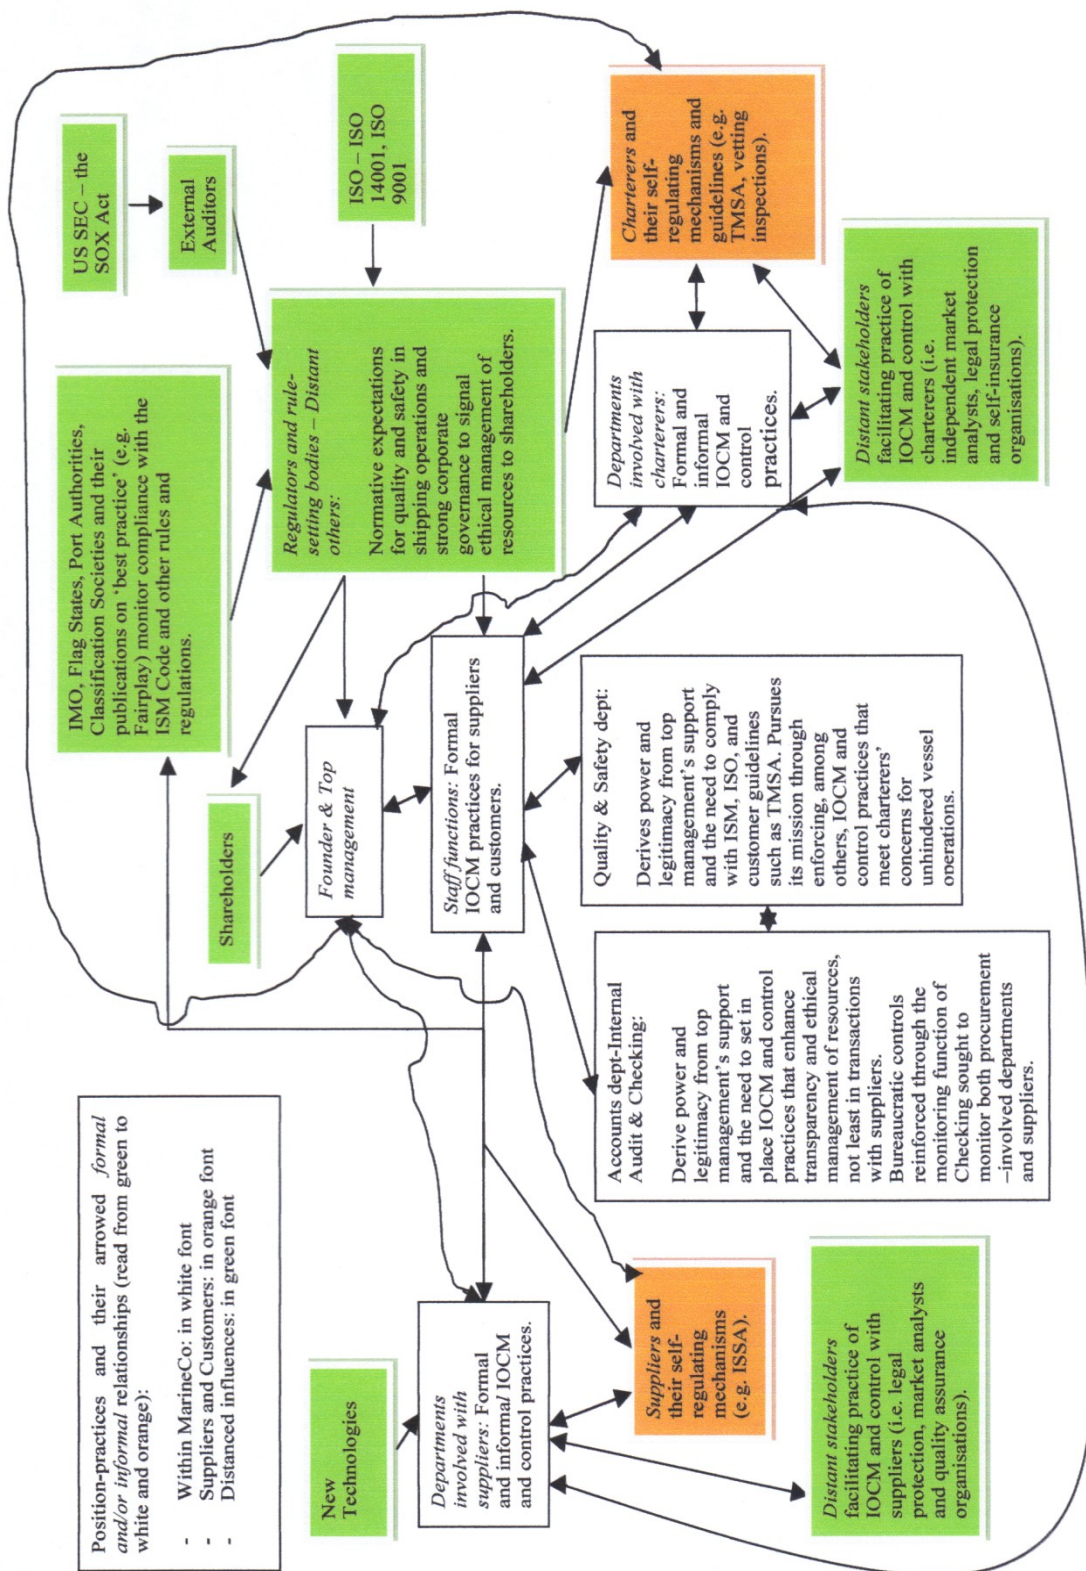 Position-practices and their arrowed formal
and/or informal relationships (read from green to
white and orange):
- Within MarineCo: in white font
- Suppliers and Customers: in orange font
- Distanced influences: in green font
IMO, Flag States, Port Authorities,
Classification Societies and their
publications on 'best practice' (e.g.
Fairplay) monitor compliance with the
ISM Code and other rules and
regulations.
US SEC – the
SOX Act
External
Auditors
Shareholders
Regulators and rule-
setting bodies – Distant
others:
Normative expectations
for quality and safety in
shipping operations and
strong corporate
governance to signal
ethical management of
resources to shareholders.
ISO – ISO
14001, ISO
9001
New
Technologies
Founder & Top
management
Departments
involved with
suppliers: Formal
and informal IOCM
and control practices.
Staff functions: Formal
IOCM practices for suppliers
and customers.
Departments
involved with
charterers:
Formal and
informal
IOCM and
control
practices.
Charterers and
their self-
regulating
mechanisms and
guidelines (e.g.
TMSA, vetting
inspections).
Suppliers and
their self-
regulating
mechanisms
(e.g. ISSA).
Accounts dept-Internal
Audit & Checking:
Derive power and
legitimacy from top
management's support
and the need to set in
place IOCM and control
practices that enhance
transparency and ethical
management of resources,
not least in transactions
with suppliers.
Bureaucratic controls
reinforced through the
monitoring function of
Checking sought to
monitor both procurement
–involved departments
and suppliers.
Quality & Safety dept:
Derives power and
legitimacy from top
management's support
and the need to comply
with ISM, ISO, and
customer guidelines
such as TMSA. Pursues
its mission through
enforcing, among
others, IOCM and
control practices that
meet charterers'
concerns for
unhindered vessel
operations.
Distant stakeholders
facilitating practice of
IOCM and control with
suppliers (i.e. legal
protection, market analysts
and quality assurance
organisations).
Distant stakeholders
facilitating practice of
IOCM and control with
charterers (i.e.
independent market
analysts, legal protection
and self-insurance
organisations).